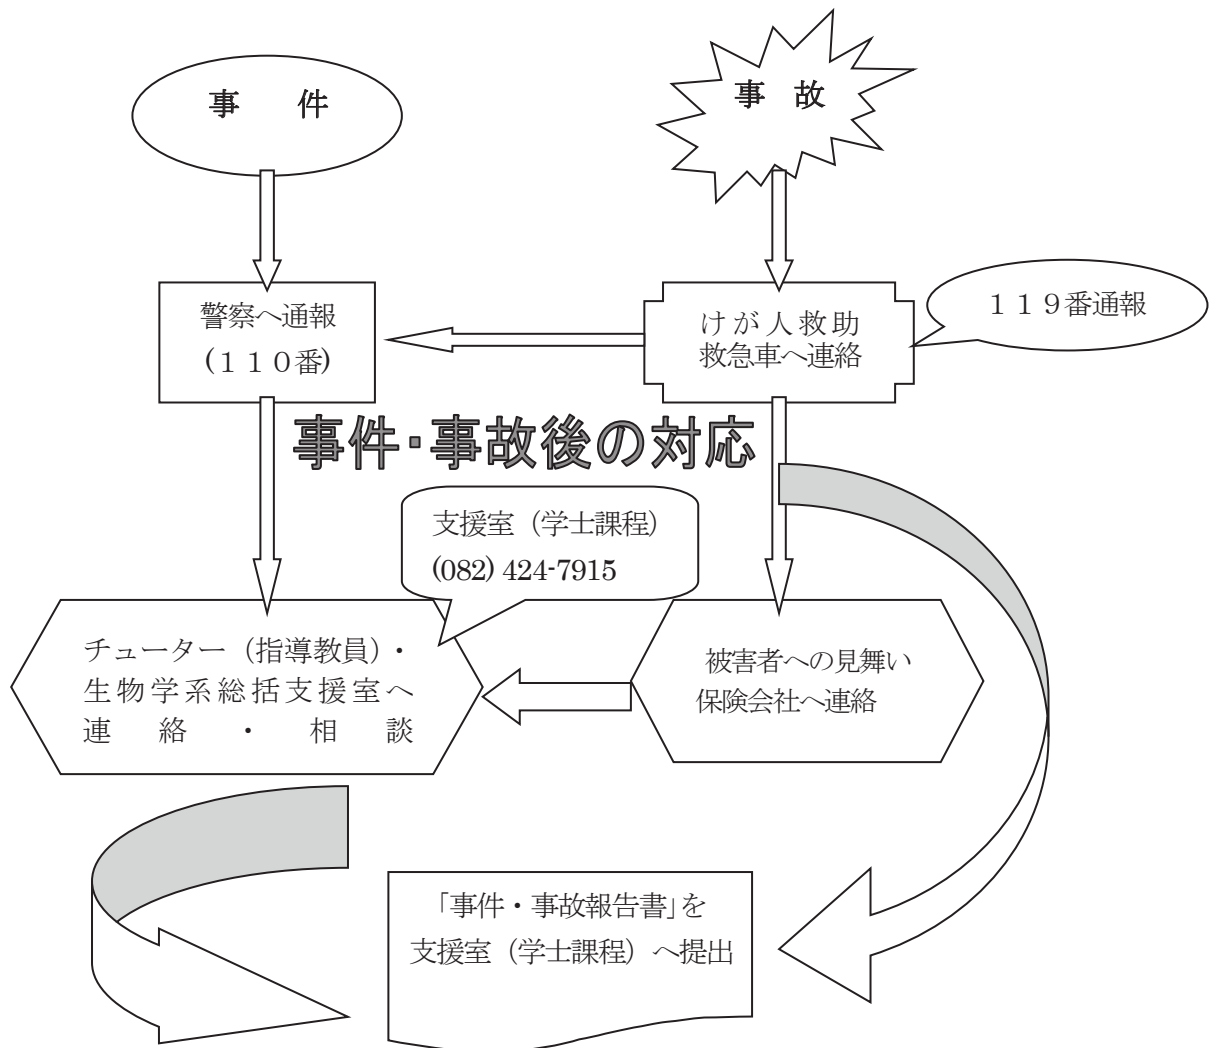 事　件
事　故
警察へ通報
(１１０番)
けが人救助
救急車へ連絡
１１９番通報
事件・事故後の対応
支援室（学士課程）
(082) 424-7915
チューター（指導教員）・
生物学系総括支援室へ
連絡・相談
被害者への見舞い
保険会社へ連絡
「事件・事故報告書」を
支援室（学士課程）へ提出